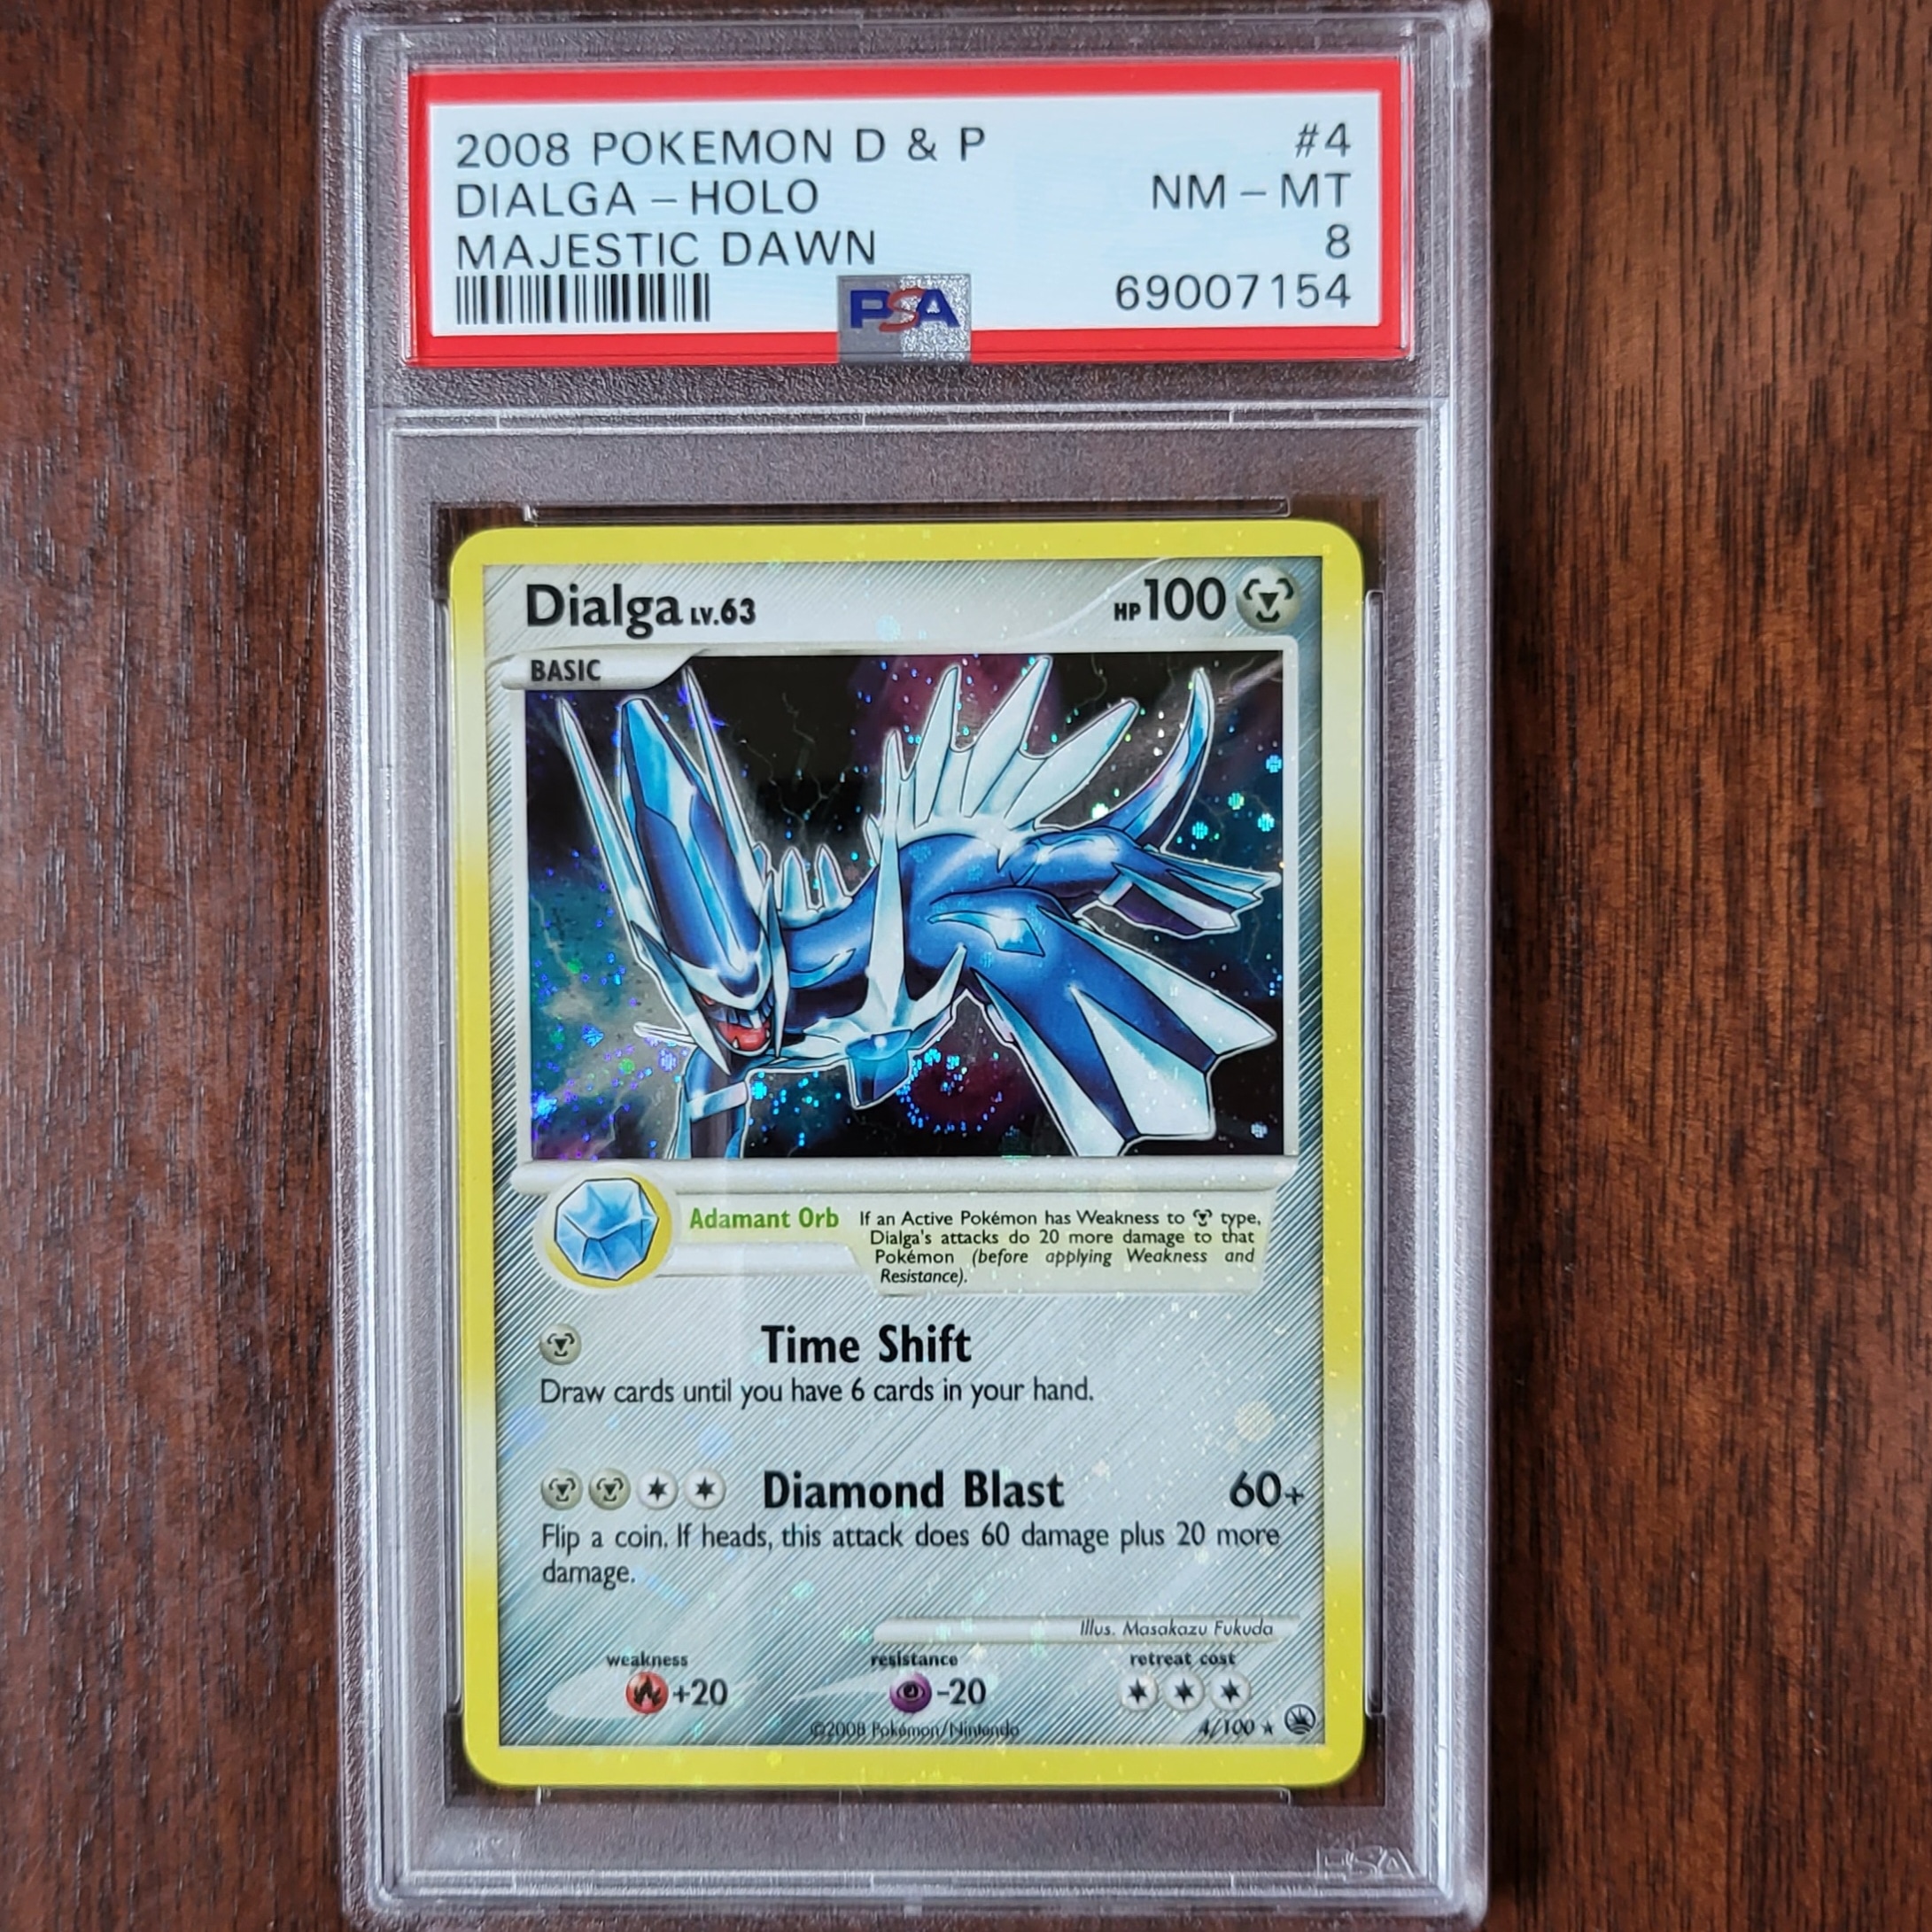 2008 POKEMON D & P #4
DIALGA – HOLO NM – MT
MAJESTIC DAWN 8
PSA 69007154
Dialga LV.63 HP 100
BASIC
Adamant Orb
If an Active Pokémon has Weakness to type,
Dialga's attacks do 20 more damage to that
Pokémon (before applying Weakness and
Resistance).
Time Shift
Draw cards until you have 6 cards in your hand.
Diamond Blast 60+
Flip a coin. If heads, this attack does 60 damage plus 20 more
damage.
Illus. Masakazu Fukuda
weakness resistance retreat cost
+20 -20
©2008 Pokémon/Nintendo 4/100
PSA